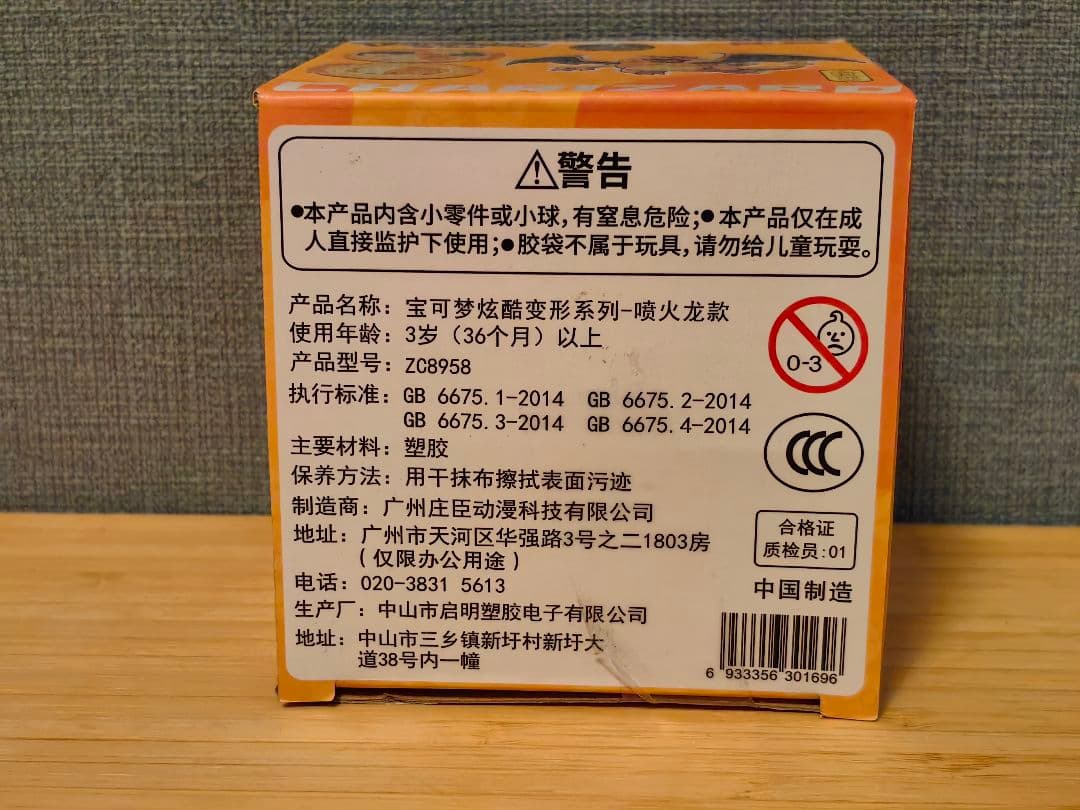 CHARIZARD
警告
●本产品内含小零件或小球,有窒息危险;●本产品仅在成
人直接监护下使用;●胶袋不属于玩具,请勿给儿童玩耍。
产品名称: 宝可梦炫酷变形系列-喷火龙款
使用年龄: 3岁(36个月)以上
产品型号: ZC8958
执行标准: GB 6675.1-2014 GB 6675.2-2014
GB 6675.3-2014 GB 6675.4-2014
主要材料: 塑胶
保养方法: 用干抹布擦拭表面污迹
制造商: 广州庄臣动漫科技有限公司
地址: 广州市天河区华强路3号之二1803房
(仅限办公用途)
电话: 020-3831 5613
生产厂: 中山市启明塑胶电子有限公司
地址: 中山市三乡镇新圩村新圩大
道38号内一幢
0-3
CCC
合格证
质检员:01
中国制造
6 933356 301696